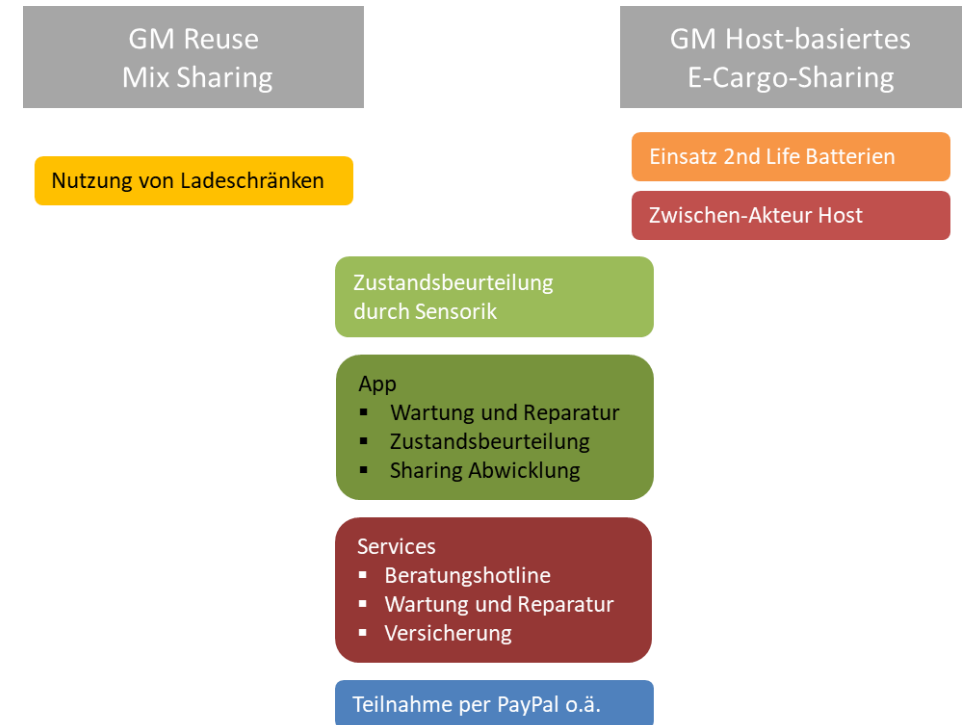 GM Reuse
Mix Sharing
GM Host-basiertes
E-Cargo-Sharing
Nutzung von Ladeschränken
Einsatz 2nd Life Batterien
Zwischen-Akteur Host
Zustandsbeurteilung
durch Sensorik
App
▪ Wartung und Reparatur
▪ Zustandsbeurteilung
▪ Sharing Abwicklung
Services
▪ Beratungshotline
▪ Wartung und Reparatur
▪ Versicherung
Teilnahme per PayPal o.ä.